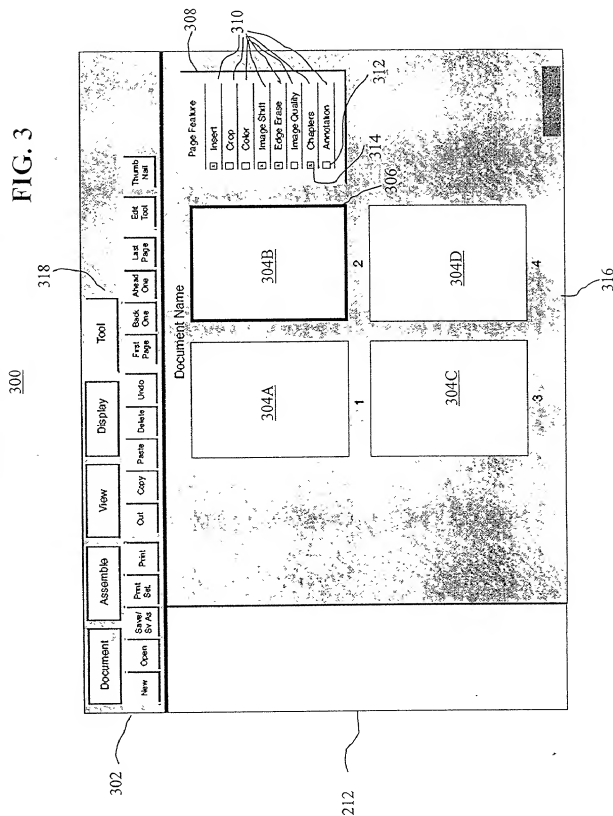 FIG. 3
300
318
302
Document
Assemble
View
Display
Tool
New
Open
Save/
Sv As
Print
Set.
Print
Cut
Copy
Paste
Delete
Undo
First
Page
Back
One
Ahead
One
Last
Page
Edit
Tool
Thumb
Nail
Document Name
304A
1
304B
2
304C
3
304D
4
306
308
310
Page Feature
Insert
Crop
Color
Image Shift
Edge Erase
Image Quality
Chapters
Annotation
312
314
316
212